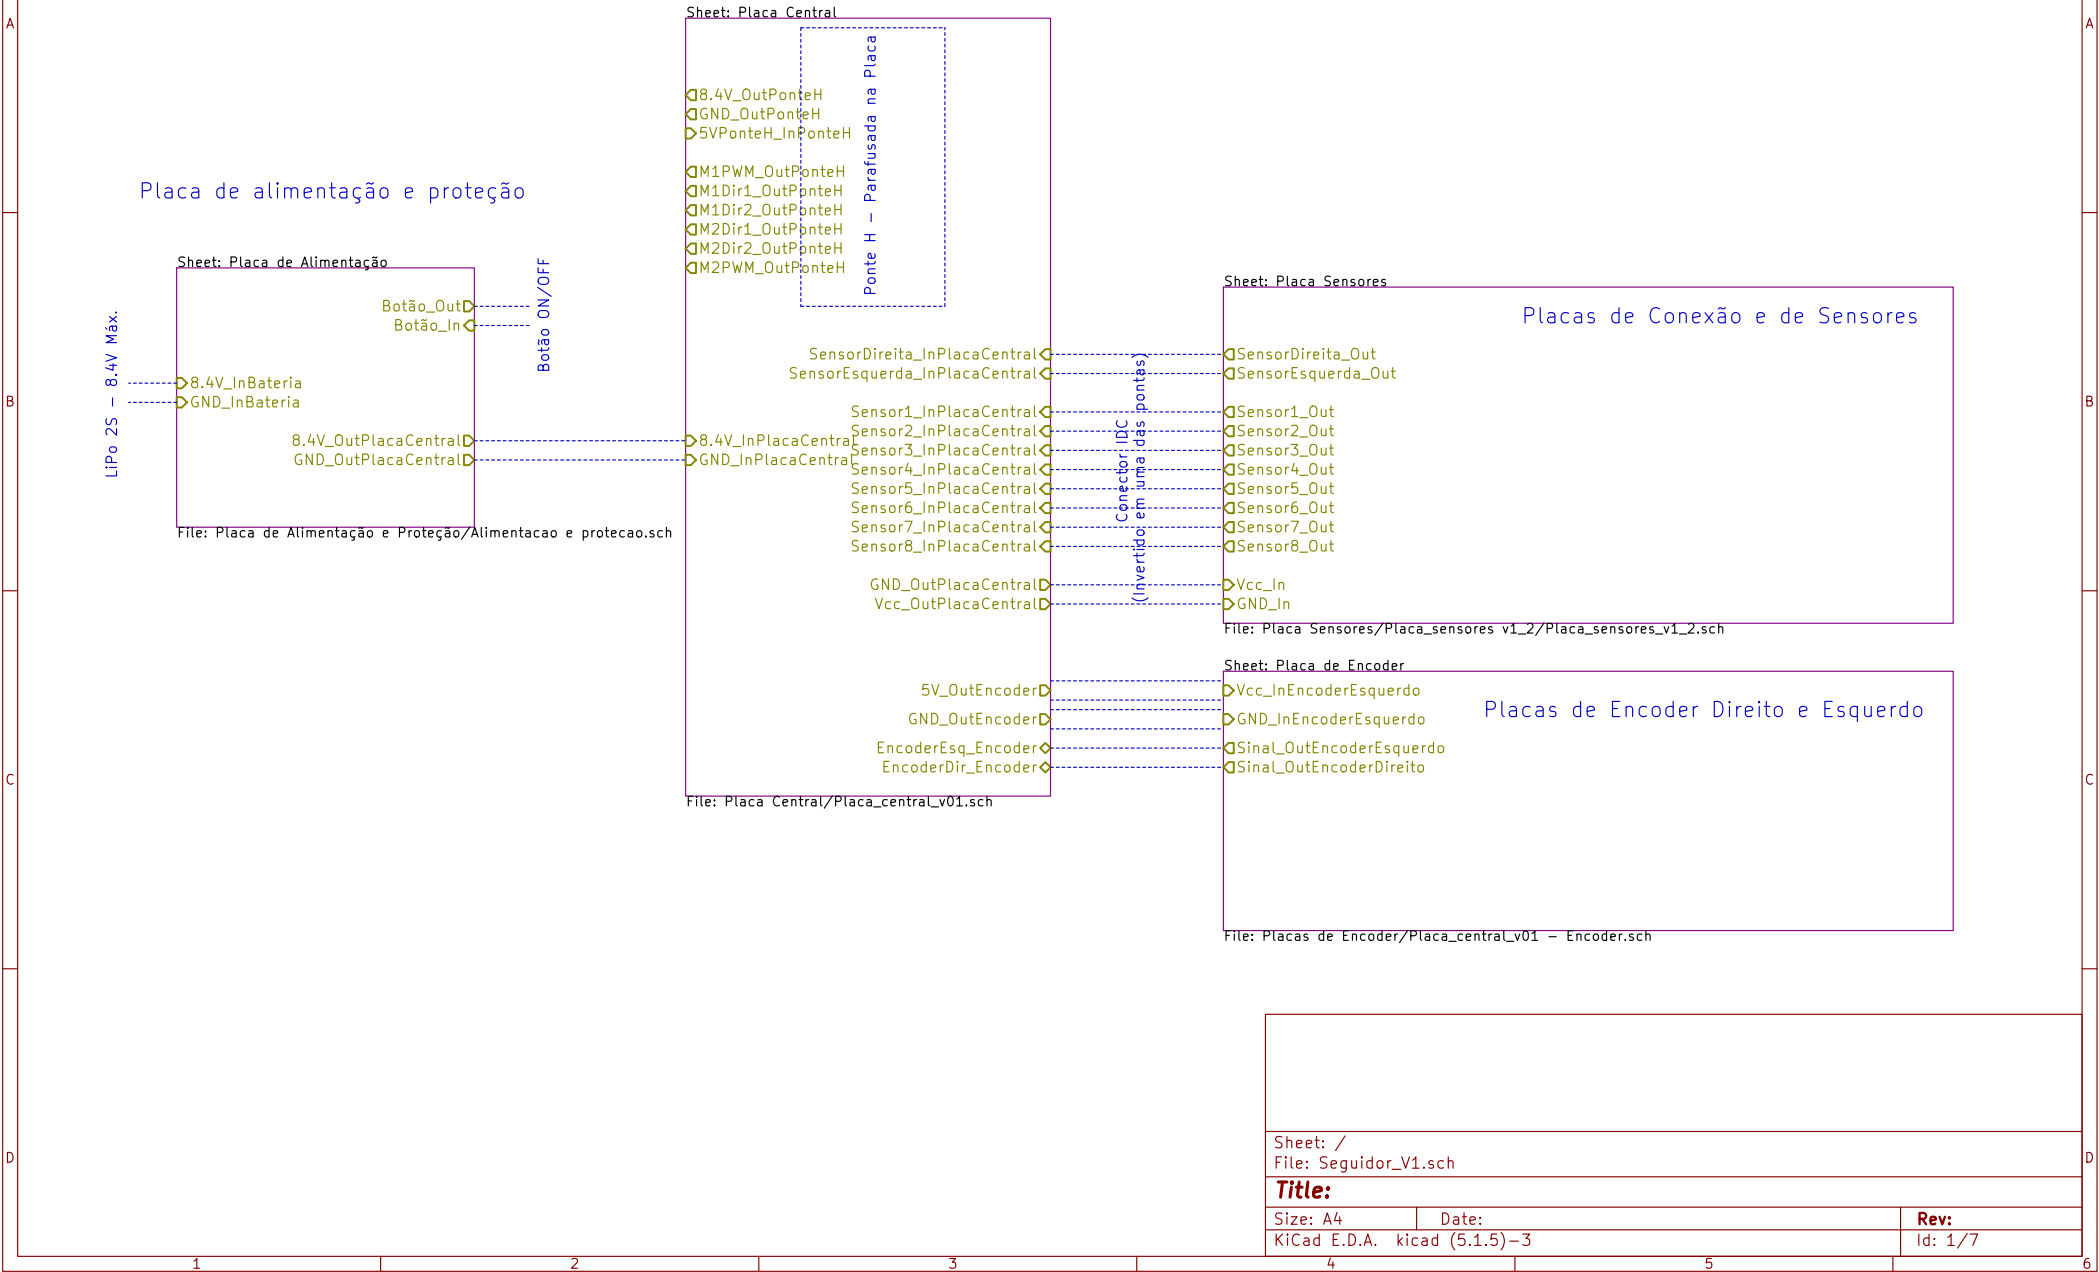 Sheet: Placa Central
Ponte H - Parafusada na Placa
8.4V_OutPonteH
GND_OutPonteH
5VPonteH_InPonteH
M1PWM_OutPonteH
M1Dir1_OutPonteH
M1Dir2_OutPonteH
M2Dir1_OutPonteH
M2Dir2_OutPonteH
M2PWM_OutPonteH
Placa de alimentação e proteção
Sheet: Placa de Alimentação
Botão_Out
Botão_In
Botão ON/OFF
LiPo 2S - 8.4V Máx.
8.4V_InBateria
GND_InBateria
8.4V_OutPlacaCentral
GND_OutPlacaCentral
File: Placa de Alimentação e Proteção/Alimentacao e protecao.sch
8.4V_InPlacaCentral
GND_InPlacaCentral
SensorDireita_InPlacaCentral
SensorEsquerda_InPlacaCentral
Sensor1_InPlacaCentral
Sensor2_InPlacaCentral
Sensor3_InPlacaCentral
Sensor4_InPlacaCentral
Sensor5_InPlacaCentral
Sensor6_InPlacaCentral
Sensor7_InPlacaCentral
Sensor8_InPlacaCentral
GND_OutPlacaCentral
Vcc_OutPlacaCentral
5V_OutEncoder
GND_OutEncoder
EncoderEsq_Encoder
EncoderDir_Encoder
File: Placa Central/Placa_central_v01.sch
Conector IDC
(Invertido em uma das pontas)
Sheet: Placa Sensores
Placas de Conexão e de Sensores
SensorDireita_Out
SensorEsquerda_Out
Sensor1_Out
Sensor2_Out
Sensor3_Out
Sensor4_Out
Sensor5_Out
Sensor6_Out
Sensor7_Out
Sensor8_Out
Vcc_In
GND_In
File: Placa Sensores/Placa_sensores v1_2/Placa_sensores_v1_2.sch
Sheet: Placa de Encoder
Placas de Encoder Direito e Esquerdo
Vcc_InEncoderEsquerdo
GND_InEncoderEsquerdo
Sinal_OutEncoderEsquerdo
Sinal_OutEncoderDireito
File: Placas de Encoder/Placa_central_v01 - Encoder.sch
Sheet: /
File: Seguidor_V1.sch
Title:
Size: A4 Date: Rev:
KiCad E.D.A. kicad (5.1.5)-3 Id: 1/7
A A
B B
C C
D D
1 2 3 4 5 6